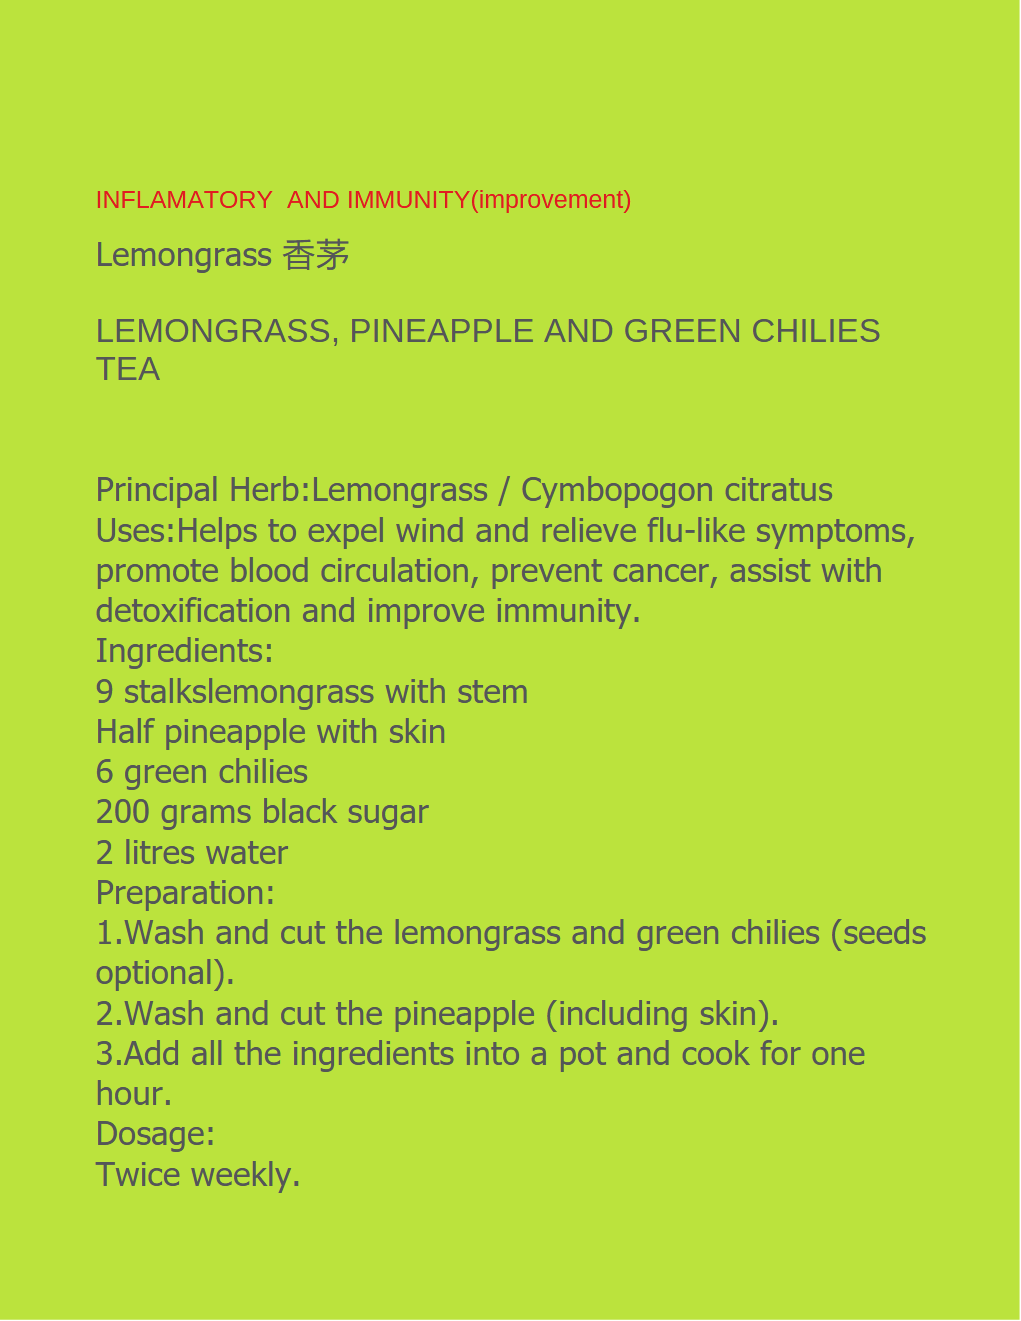 INFLAMATORY  AND IMMUNITY(improvement)
Lemongrass 香茅
LEMONGRASS, PINEAPPLE AND GREEN CHILIES
TEA
Principal Herb:Lemongrass / Cymbopogon citratus
Uses:Helps to expel wind and relieve flu-like symptoms,
promote blood circulation, prevent cancer, assist with
detoxification and improve immunity.
Ingredients:
9 stalkslemongrass with stem
Half pineapple with skin
6 green chilies
200 grams black sugar
2 litres water
Preparation:
1.Wash and cut the lemongrass and green chilies (seeds
optional).
2.Wash and cut the pineapple (including skin).
3.Add all the ingredients into a pot and cook for one
hour.
Dosage:
Twice weekly.